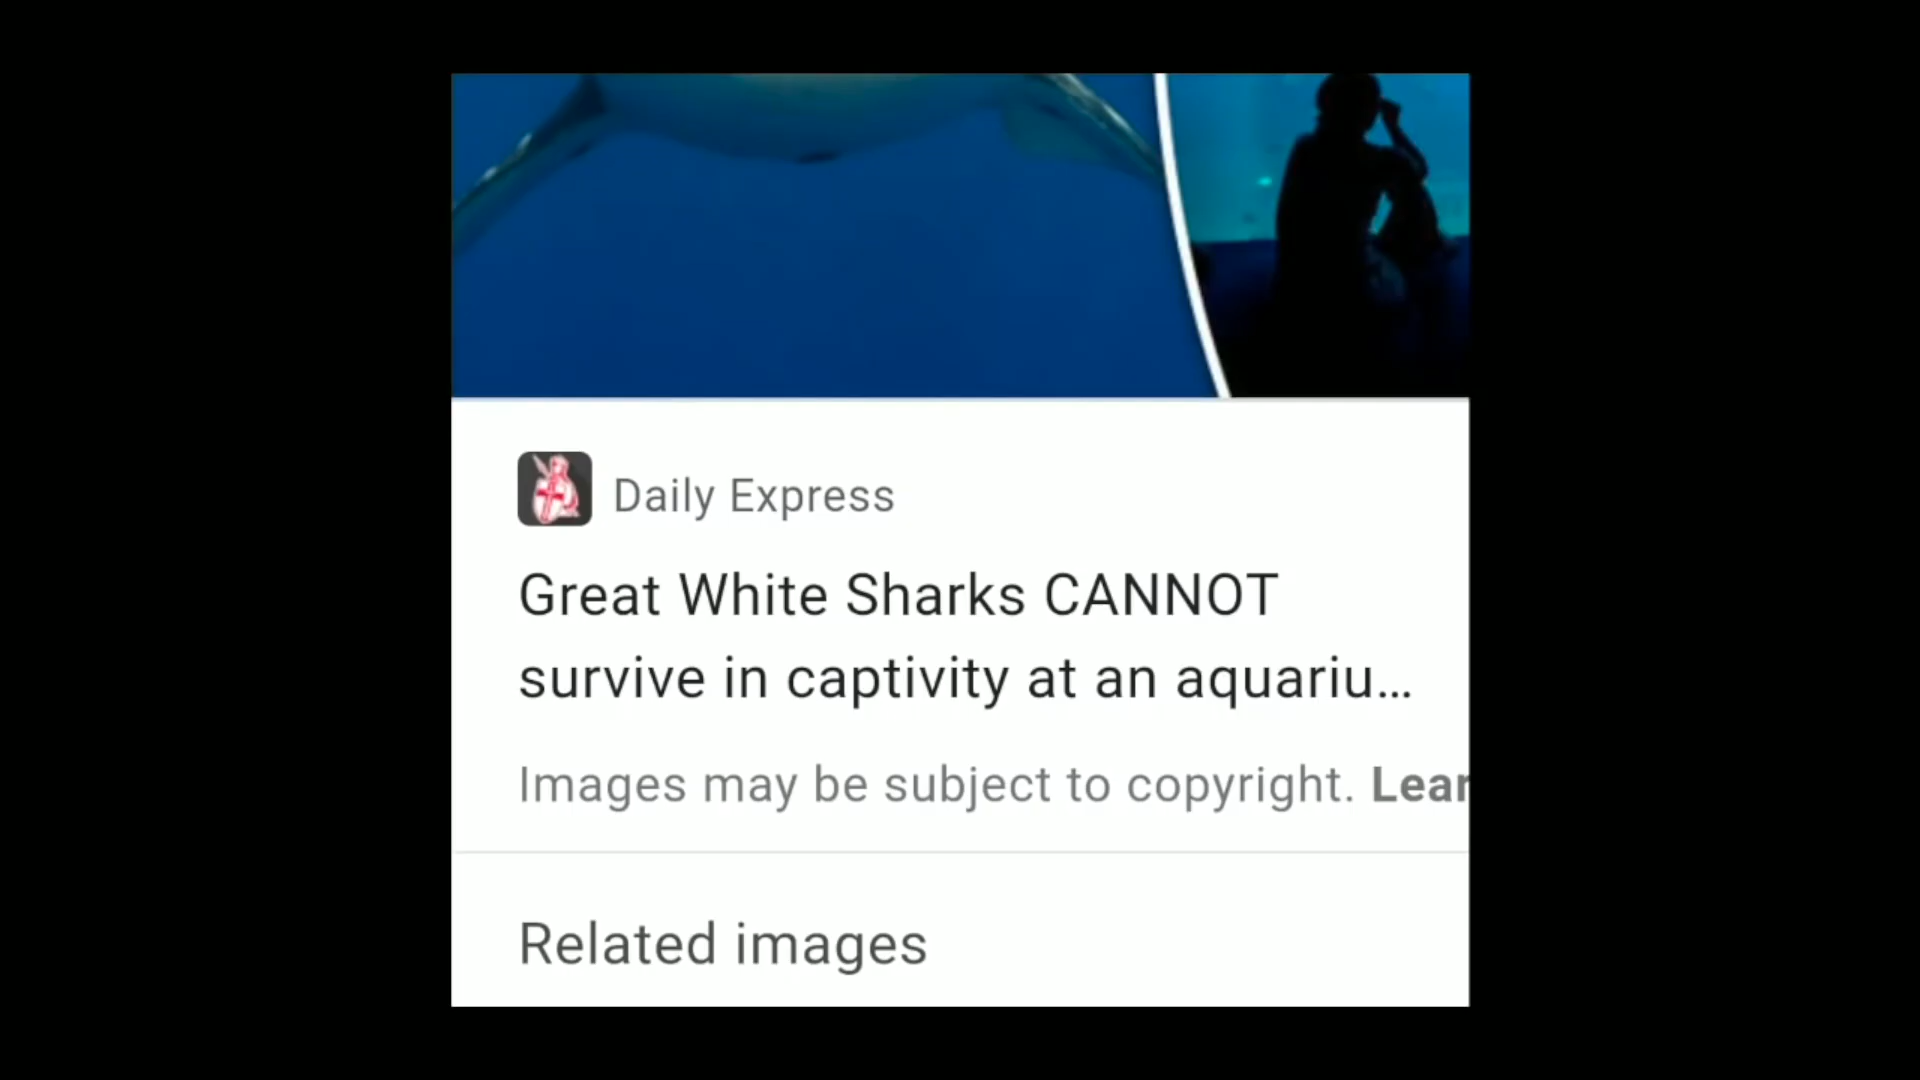 Daily Express
Great White Sharks CANNOT
survive in captivity at an aquariu...
Images may be subject to copyright. Lear
Related images